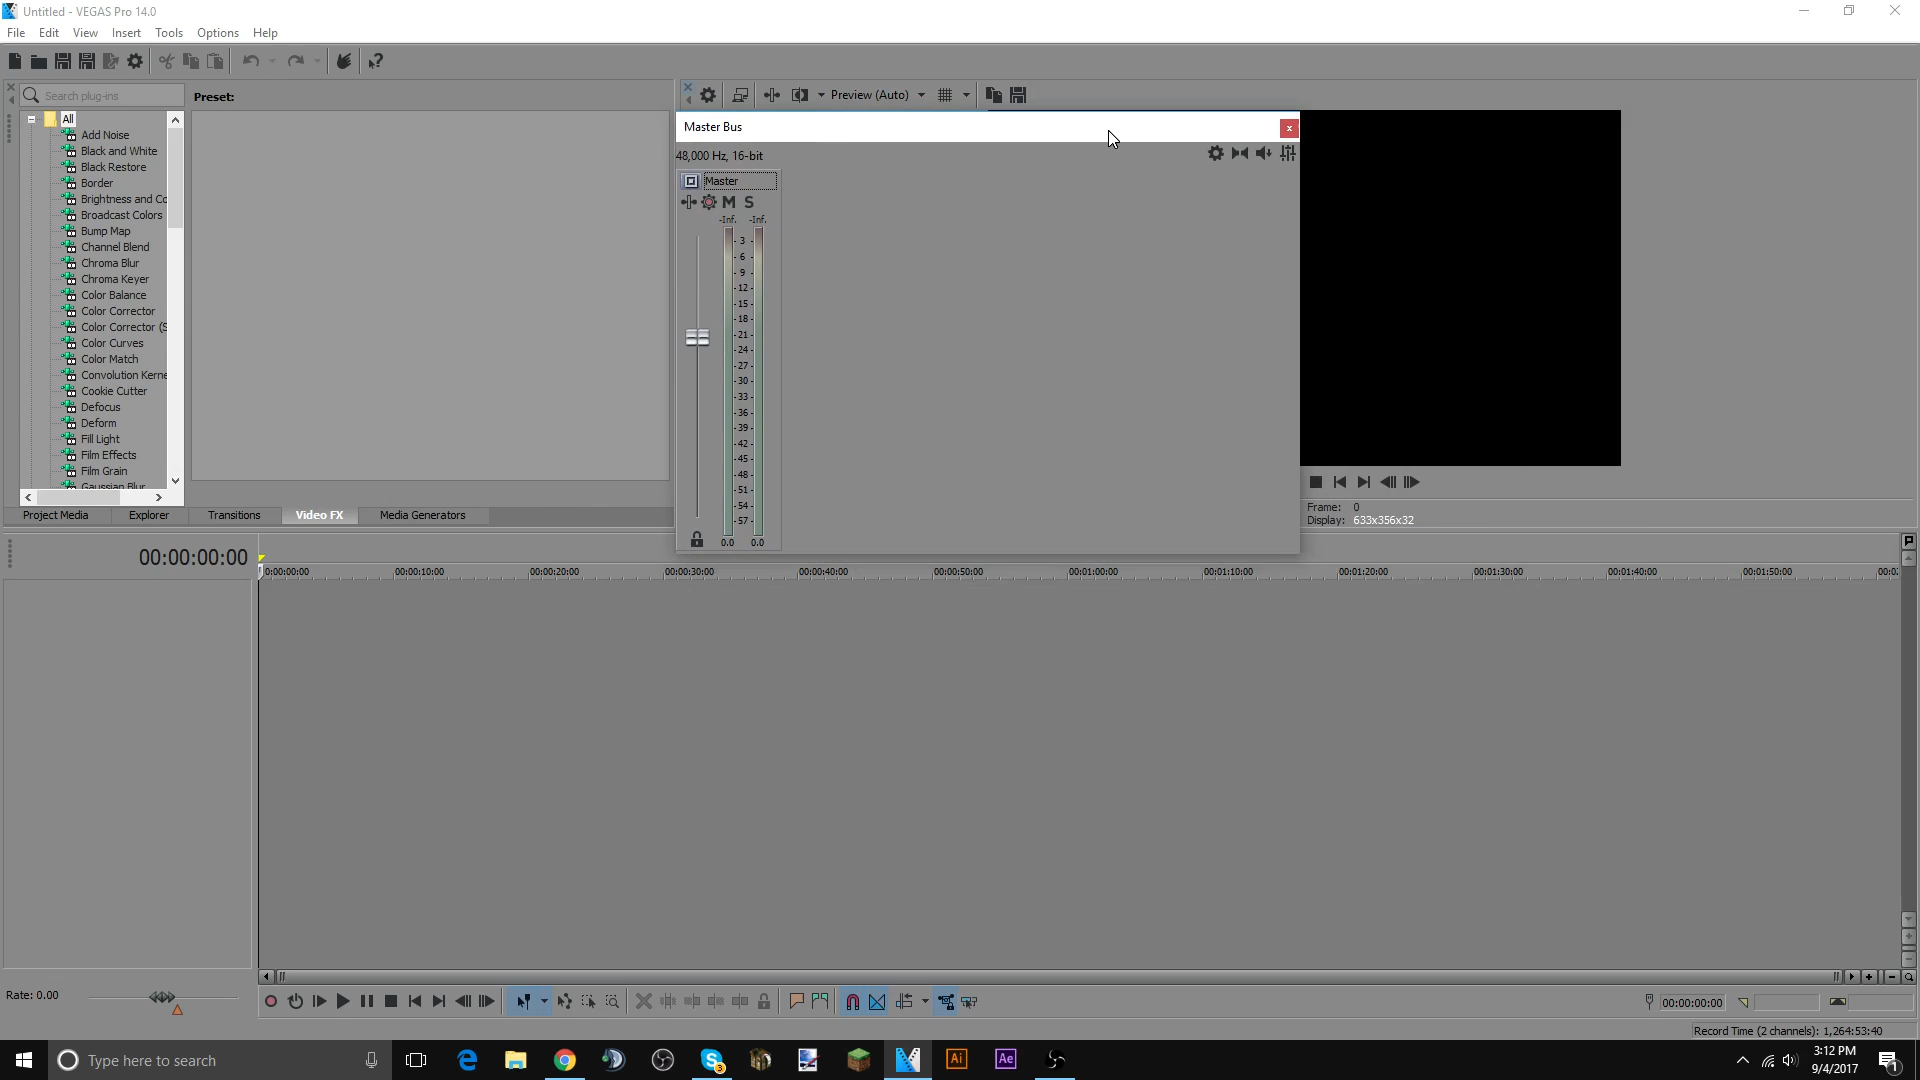 Untitled - VEGAS Pro 14.0
File Edit View Insert Tools Options Help
Search plug-ins
Preset:
Preview (Auto)
All
Add Noise
Black and White
Black Restore
Border
Brightness and Co
Broadcast Colors
Bump Map
Channel Blend
Chroma Blur
Chroma Keyer
Color Balance
Color Corrector
Color Corrector (S
Color Curves
Color Match
Convolution Kerne
Cookie Cutter
Defocus
Deform
Fill Light
Film Effects
Film Grain
Gaussian Blur
Project Media Explorer Transitions Video FX Media Generators
Master Bus
48,000 Hz, 16-bit
Master
M S
-Inf. -Inf.
- 3 -
- 6 -
- 9 -
-12-
-15-
-18-
-21-
-24-
-27-
-30-
-33-
-36-
-39-
-42-
-45-
-48-
-51-
-54-
-57-
0.0 0.0
Frame: 0
Display: 633x356x32
00:00:00:00
0:00:00:00 00:00:10:00 00:00:20:00 00:00:30:00 00:00:40:00 00:00:50:00 00:01:00:00 00:01:10:00 00:01:20:00 00:01:30:00 00:01:40:00 00:01:50:00 00:0
Rate: 0.00
00:00:00:00
Record Time (2 channels): 1,264:53:40
Type here to search
3
Ai
Ae
3:12 PM
9/4/2017
1